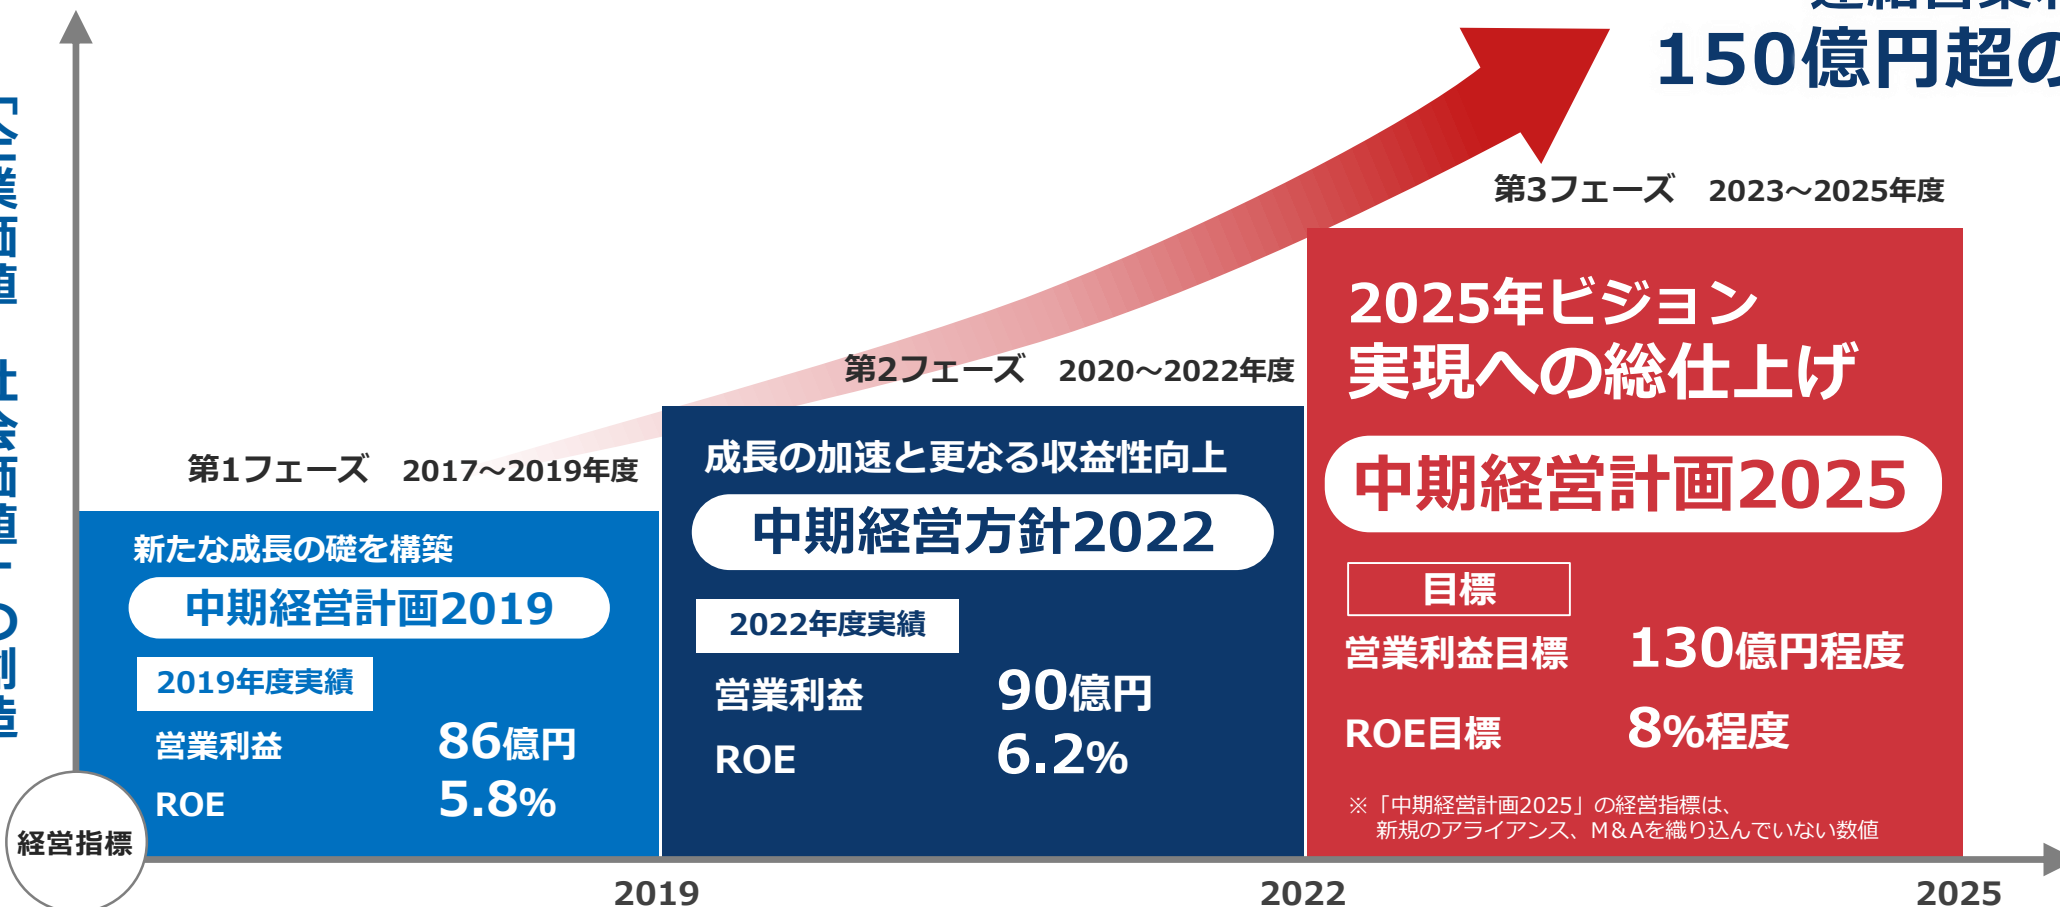 150億円超の
「企業価値 社会価値」の創造
第3フェーズ 2023～2025年度
2025年ビジョン
実現への総仕上げ
中期経営計画2025
目標
営業利益目標 130億円程度
ROE目標 8%程度
※「中期経営計画2025」の経営指標は、
新規のアライアンス、M&Aを織り込んでいない数値
第2フェーズ 2020～2022年度
成長の加速と更なる収益性向上
中期経営方針2022
2022年度実績
営業利益 90億円
ROE 6.2%
第1フェーズ 2017～2019年度
新たな成長の礎を構築
中期経営計画2019
2019年度実績
営業利益 86億円
ROE 5.8%
経営指標
2019
2022
2025